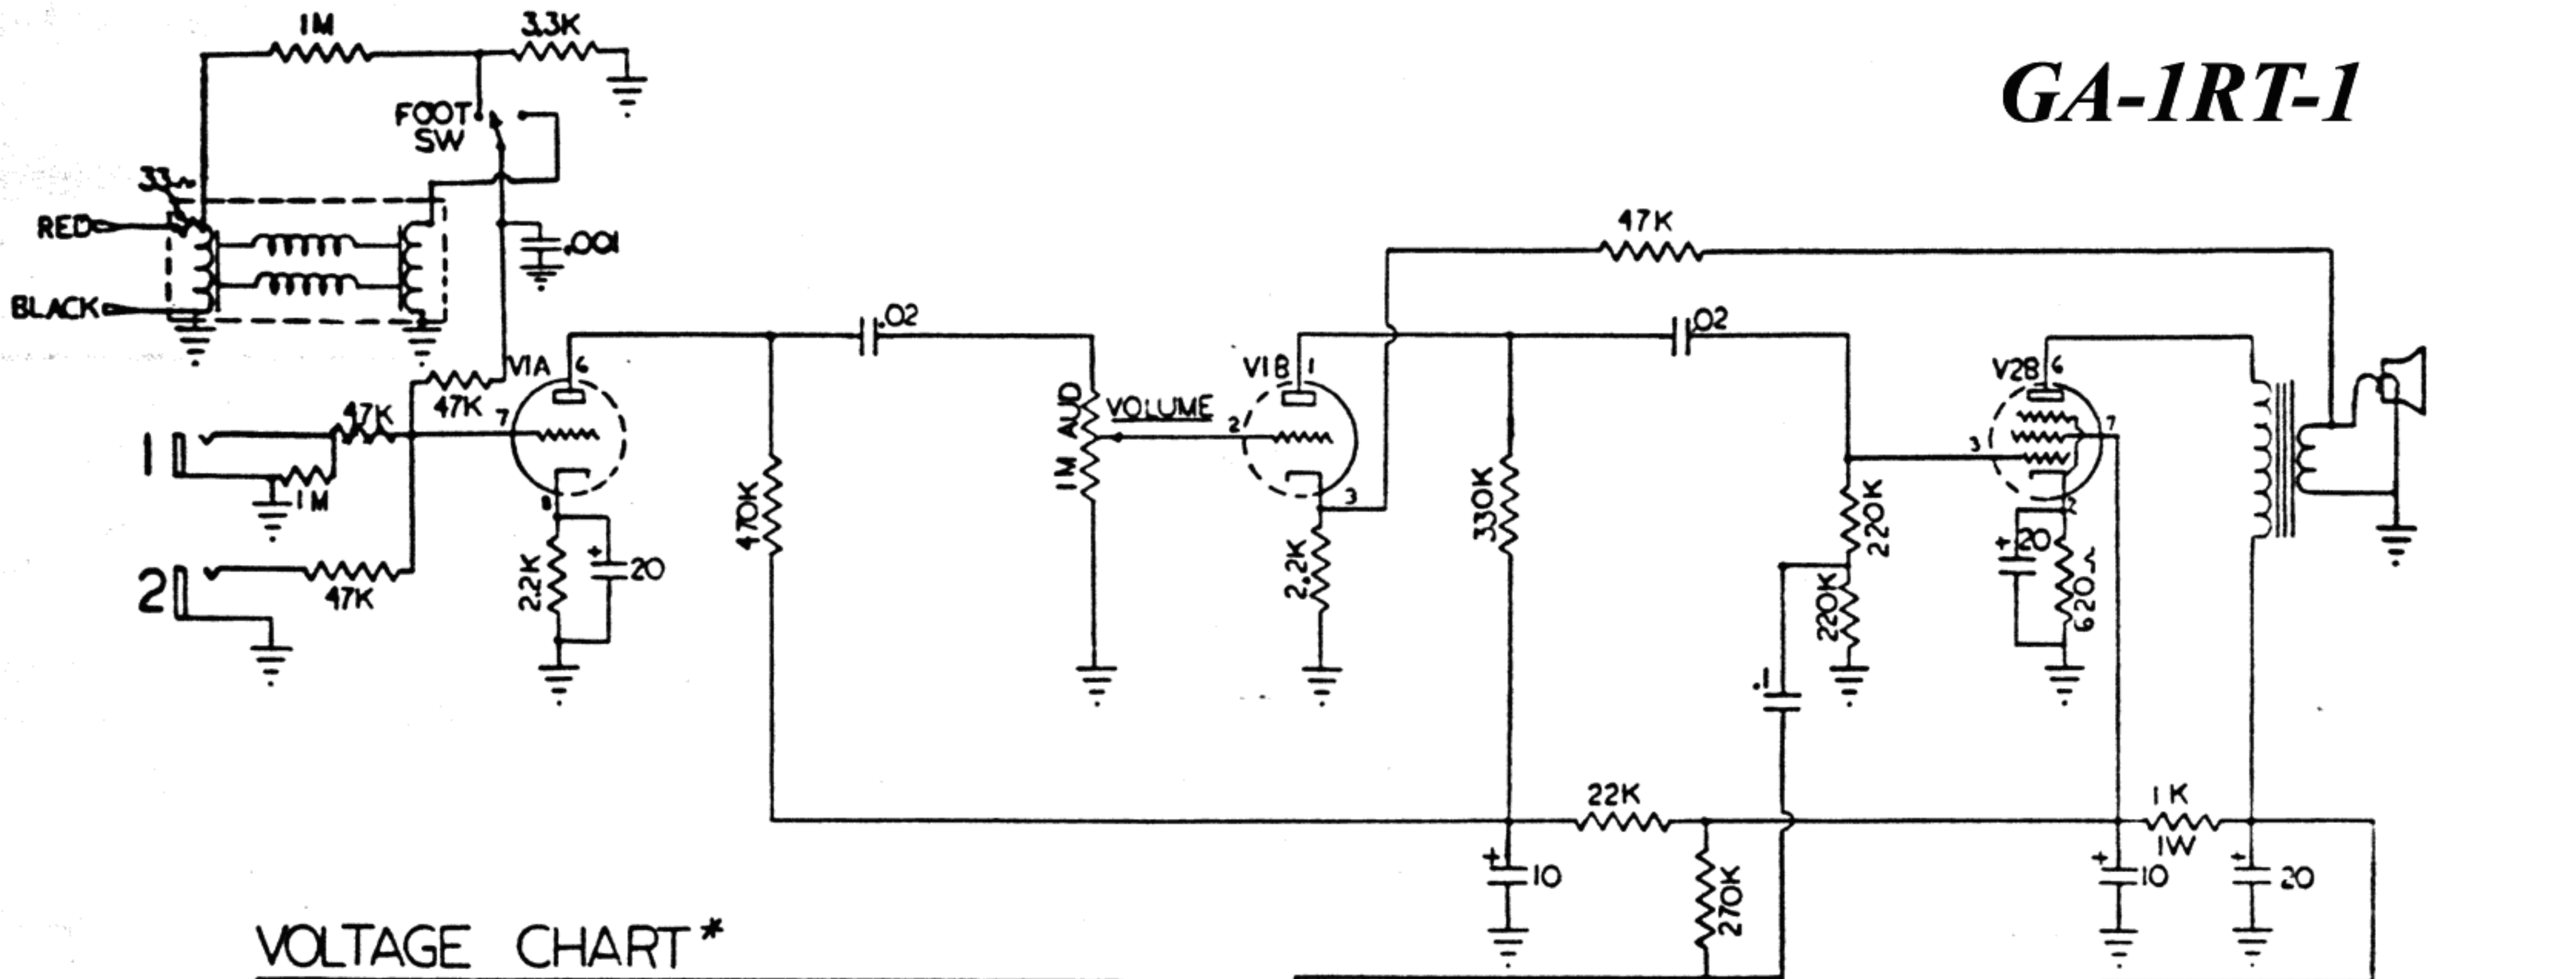 1M
3.3K
GA-1RT-1
FOOT
SW
33~
RED
.001
BLACK
47K
.02
.02
V1A 6
V1B 1
V2B 6
47K
47K
7
1M AUD
VOLUME
2
3
7
1
1M
8
3
2
470K
330K
220K
2.2K
+
20
2.2K
220K
+
20
620~
2
47K
.1
22K
1K
1W
+
10
270K
+
10
+
20
VOLTAGE CHART*